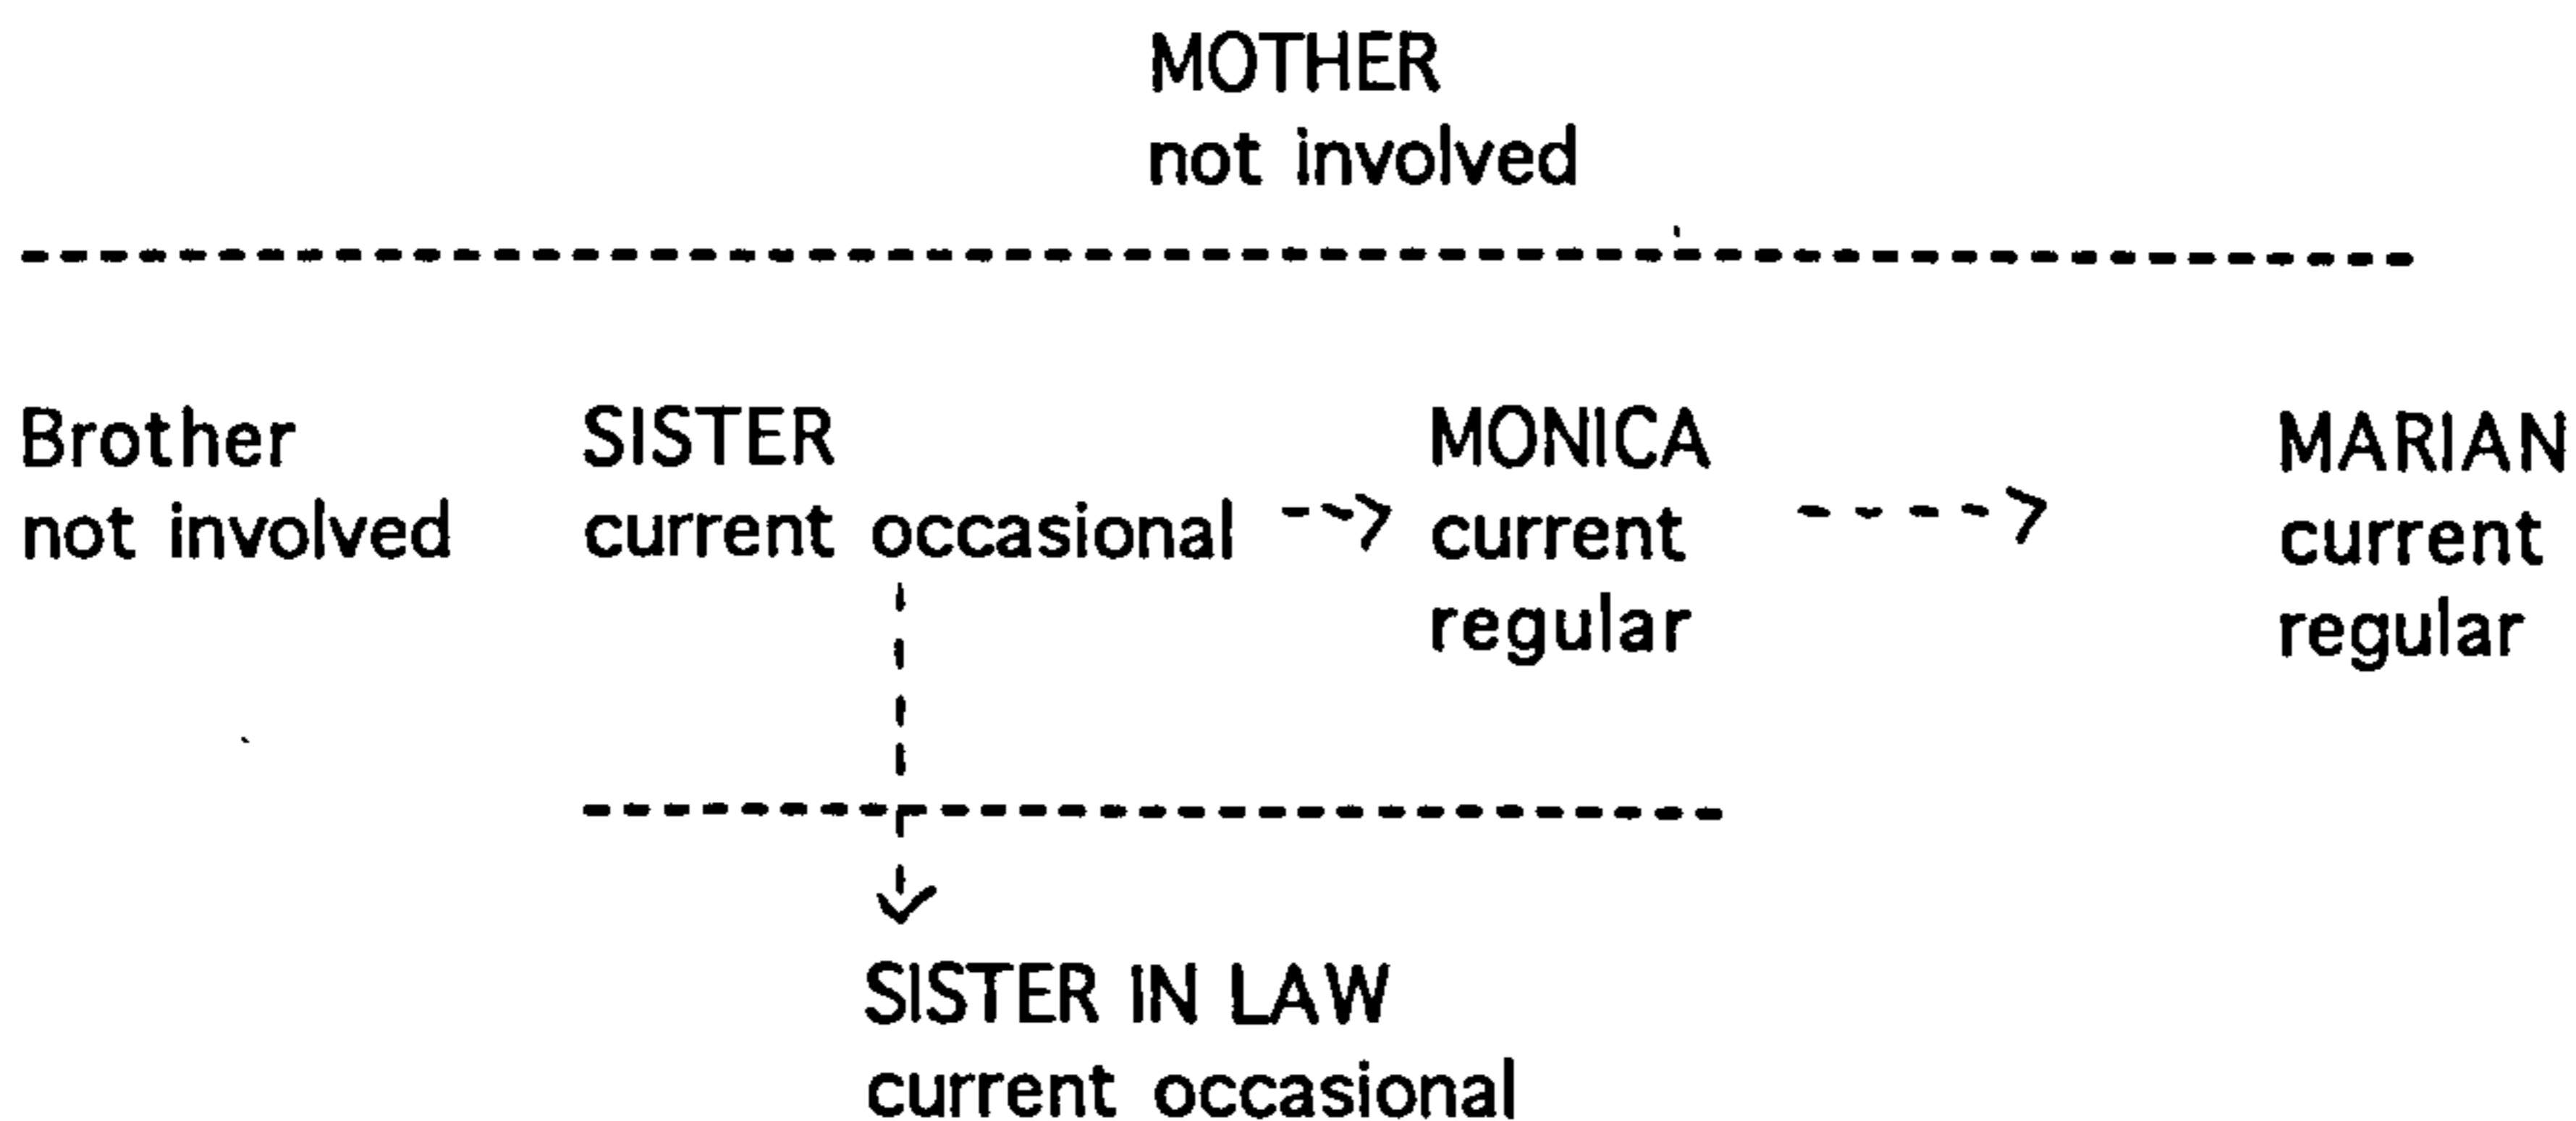 MOTHER
not involved
Brother
not involved
SISTER
current occasional
MONICA
current
regular
MARIAN
current
regular
SISTER IN LAW
current occasional